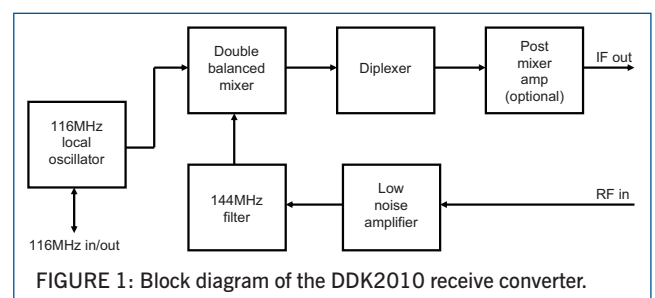 Double
balanced
mixer
Diplexer
Post
mixer
amp
(optional)
IF out
116MHz
local
oscillator
144MHz
filter
Low
noise
amplifier
RF in
116MHz in/out
FIGURE 1: Block diagram of the DDK2010 receive converter.